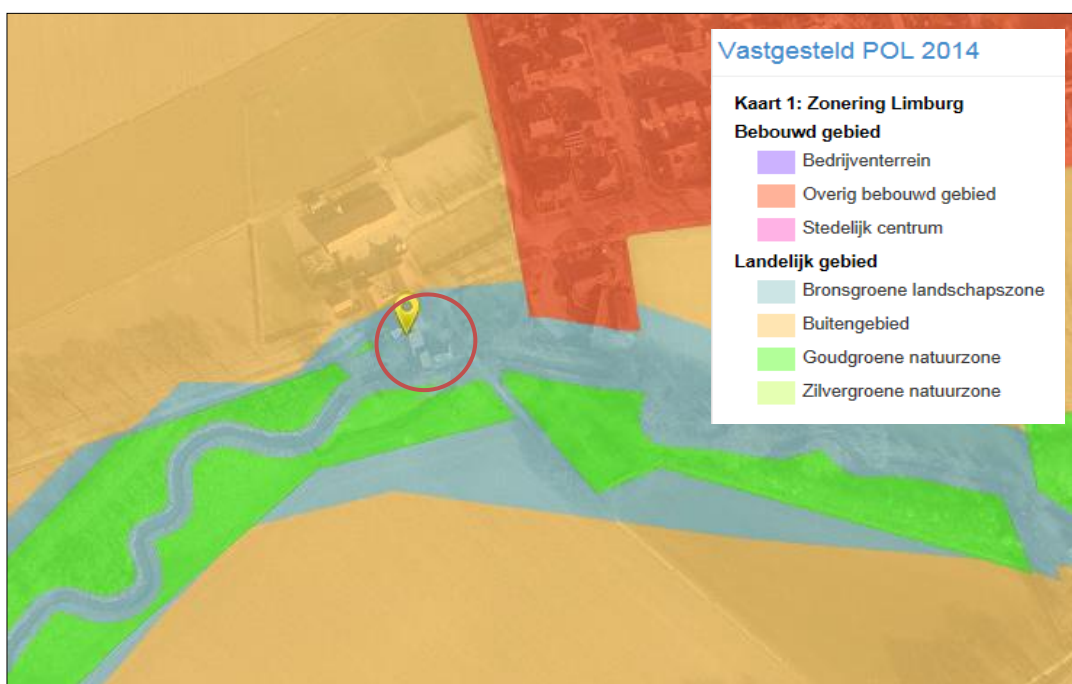 Vastgesteld POL 2014
Kaart 1: Zonering Limburg
Bebouwd gebied
Bedrijventerrein
Overig bebouwd gebied
Stedelijk centrum
Landelijk gebied
Bronsgroene landschapszone
Buitengebied
Goudgroene natuurzone
Zilvergroene natuurzone